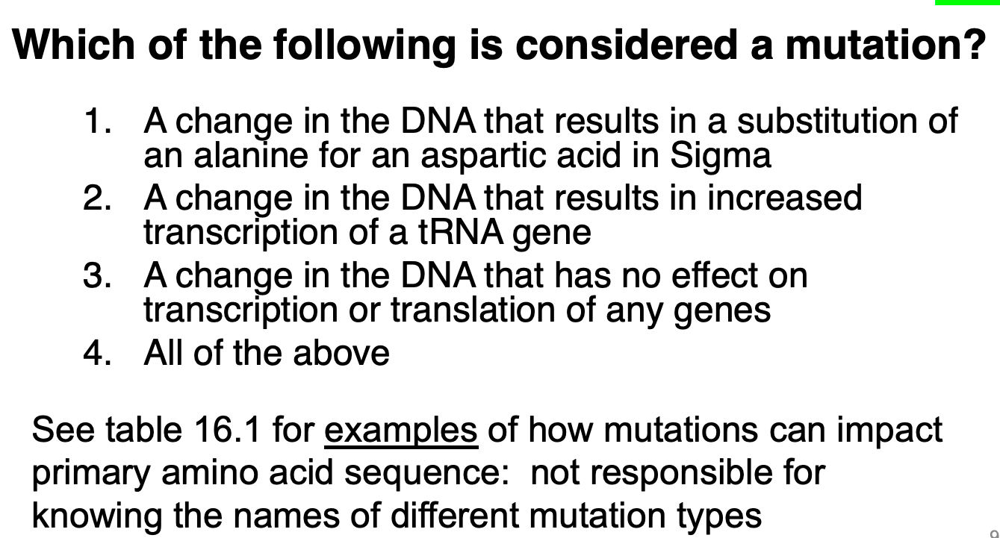 Which of the following is considered a mutation?
1. A change in the DNA that results in a substitution of
an alanine for an aspartic acid in Sigma
2. A change in the DNA that results in increased
transcription of a tRNA gene
3. A change in the DNA that has no effect on
transcription or translation of any genes
4. All of the above
See table 16.1 for examples of how mutations can impact
primary amino acid sequence: not responsible for
knowing the names of different mutation types